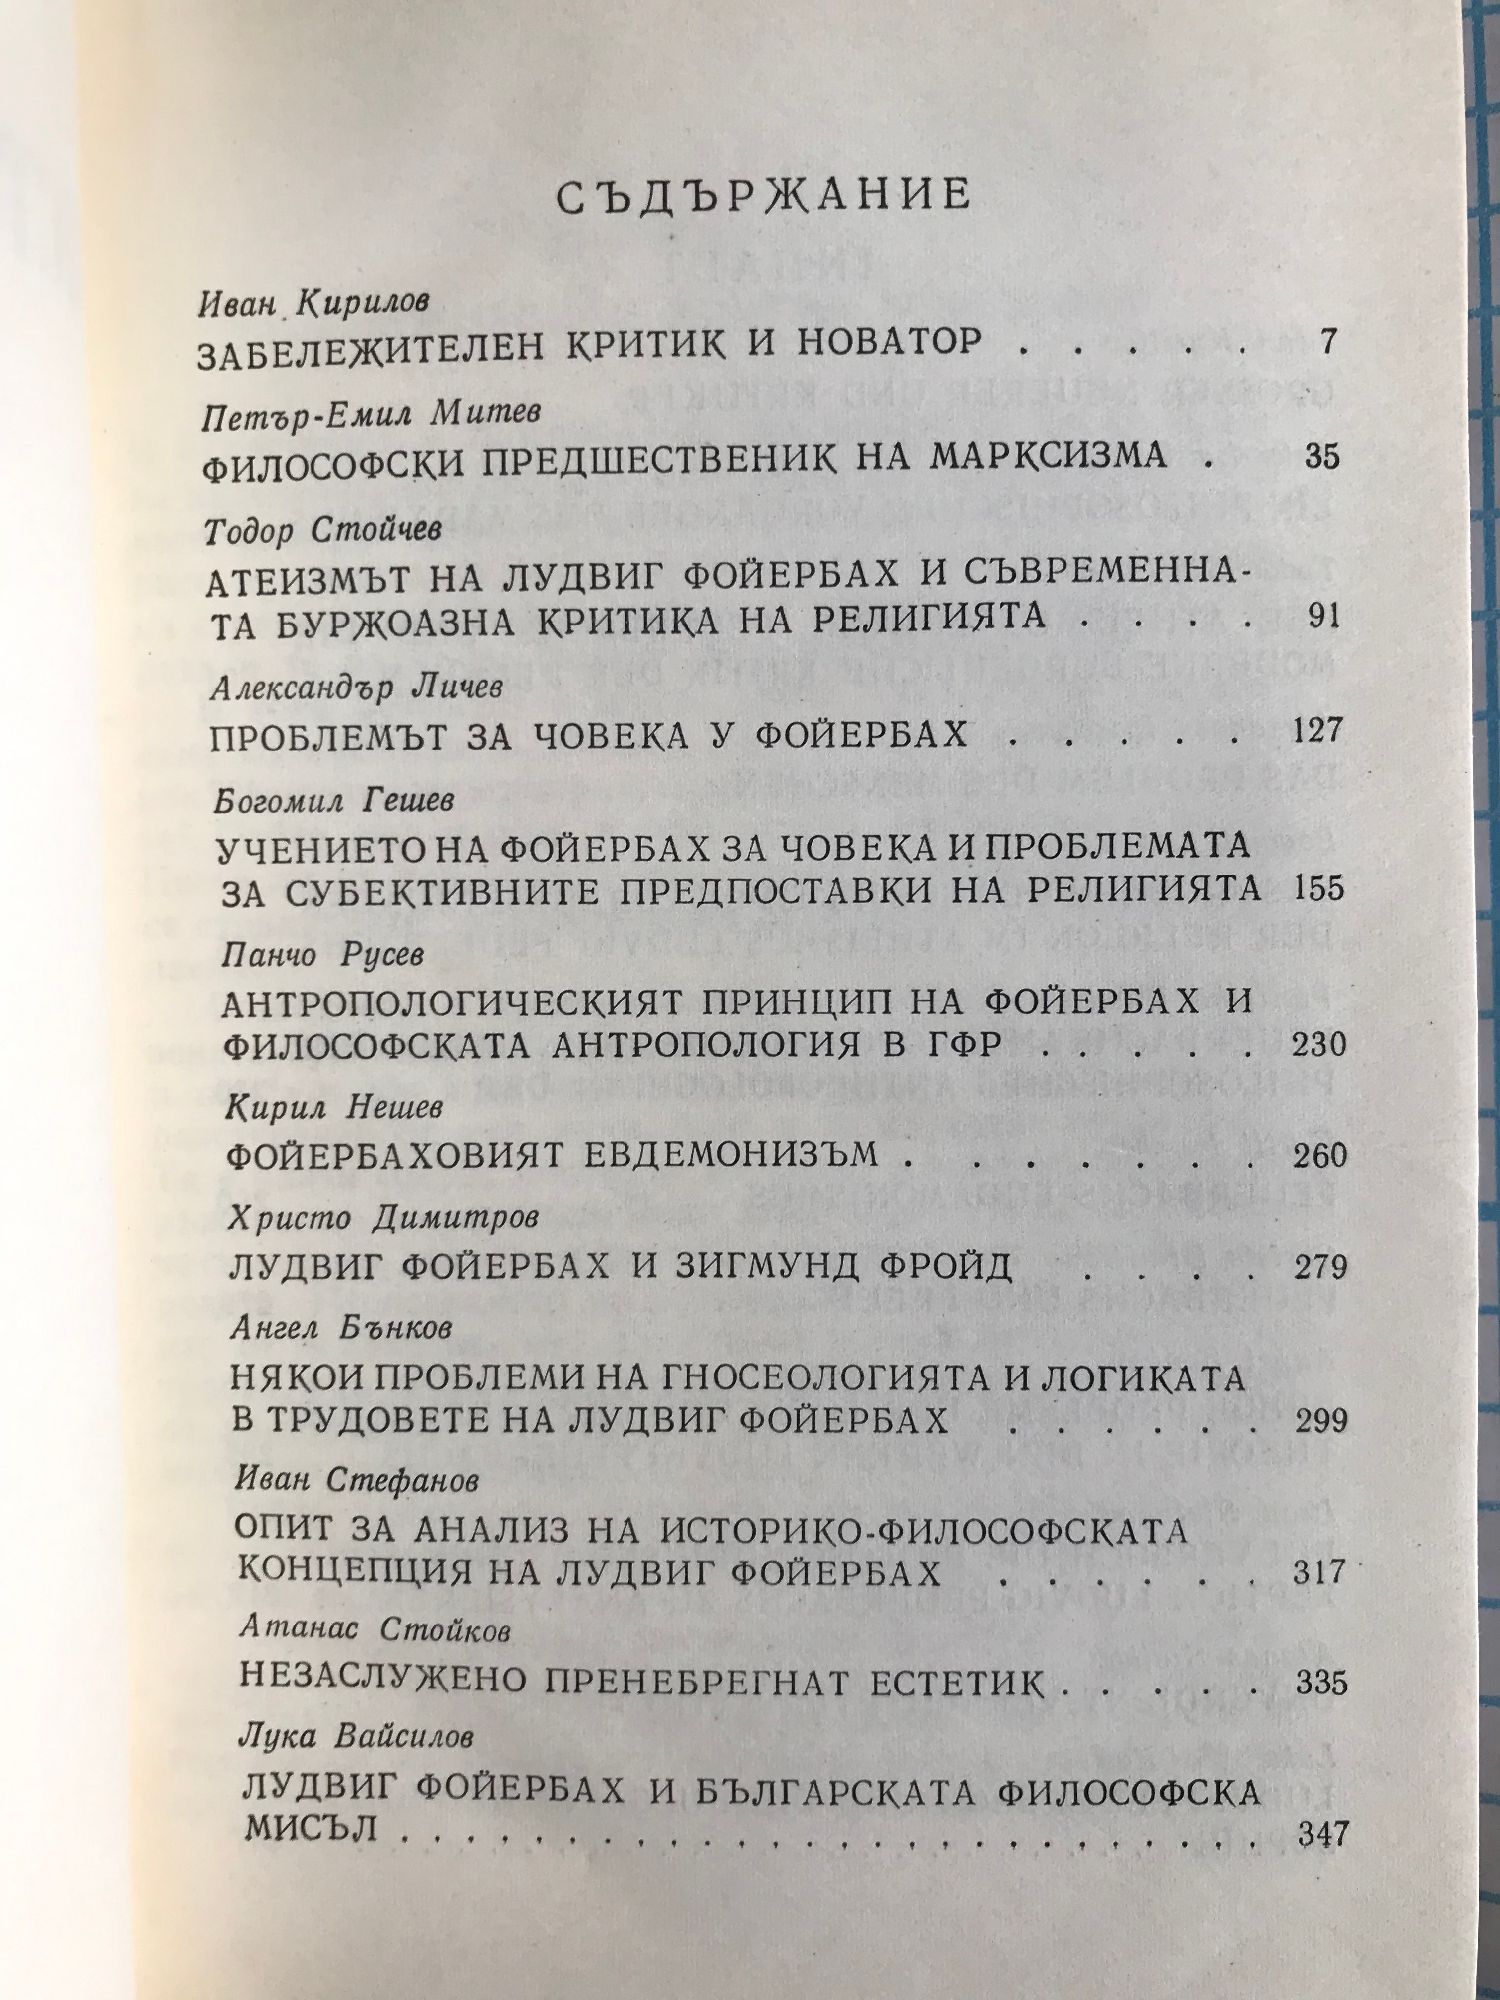 СЪДЪРЖАНИЕ
Иван Кирилов
ЗАБЕЛЕЖИТЕЛЕН КРИТИК И НОВАТОР . . . . . 7
Петър-Емил Митев
ФИЛОСОФСКИ ПРЕДШЕСТВЕНИК НА МАРКСИЗМА . 35
Тодор Стойчев
АТЕИЗМЪТ НА ЛУДВИГ ФОЙЕРБАХ И СЪВРЕМЕННА-
ТА БУРЖОАЗНА КРИТИКА НА РЕЛИГИЯТА . . . . 91
Александър Личев
ПРОБЛЕМЪТ ЗА ЧОВЕКА У ФОЙЕРБАХ . . . . . 127
Богомил Гешев
УЧЕНИЕТО НА ФОЙЕРБАХ ЗА ЧОВЕКА И ПРОБЛЕМАТА
ЗА СУБЕКТИВНИТЕ ПРЕДПОСТАВКИ НА РЕЛИГИЯТА 155
Панчо Русев
АНТРОПОЛОГИЧЕСКИЯТ ПРИНЦИП НА ФОЙЕРБАХ И
ФИЛОСОФСКАТА АНТРОПОЛОГИЯ В ГФР . . . . . 230
Кирил Нешев
ФОЙЕРБАХОВИЯТ ЕВДЕМОНИЗЪМ . . . . . . . 260
Христо Димитров
ЛУДВИГ ФОЙЕРБАХ И ЗИГМУНД ФРОЙД . . . . 279
Ангел Бънков
НЯКОИ ПРОБЛЕМИ НА ГНОСЕОЛОГИЯТА И ЛОГИКАТА
В ТРУДОВЕТЕ НА ЛУДВИГ ФОЙЕРБАХ . . . . . . 299
Иван Стефанов
ОПИТ ЗА АНАЛИЗ НА ИСТОРИКО-ФИЛОСОФСКАТА
КОНЦЕПЦИЯ НА ЛУДВИГ ФОЙЕРБАХ . . . . . . 317
Атанас Стойков
НЕЗАСЛУЖЕНО ПРЕНЕБРЕГНАТ ЕСТЕТИК . . . . . 335
Лука Вайсилов
ЛУДВИГ ФОЙЕРБАХ И БЪЛГАРСКАТА ФИЛОСОФСКА
МИСЪЛ . . . . . . . . . . . . . . . . . . . . . . . . 347